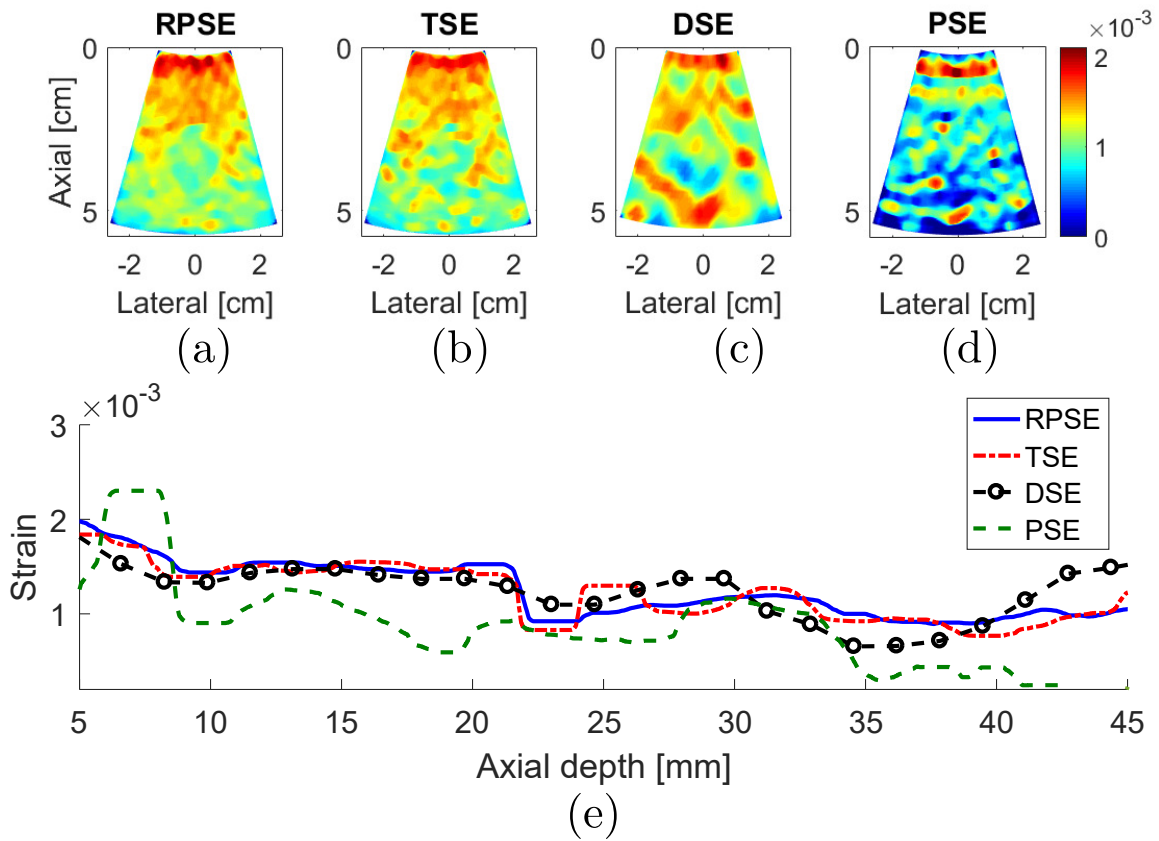 RPSE TSE DSE PSE
×10⁻³
0 0 0 0 2
Axial [cm] 1
5 5 5 5 0
-2 0 2 -2 0 2 -2 0 2 -2 0 2
Lateral [cm] Lateral [cm] Lateral [cm] Lateral [cm]
(a) (b) (c) (d)
×10⁻³
3
RPSE
TSE
DSE
PSE
2
Strain
1
5 10 15 20 25 30 35 40 45
Axial depth [mm]
(e)